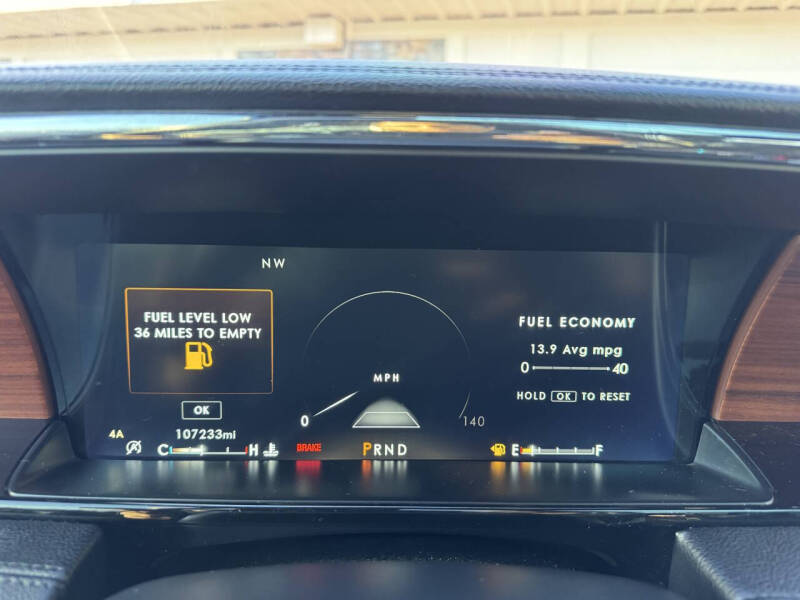 NW
FUEL LEVEL LOW
36 MILES TO EMPTY
OK
FUEL ECONOMY
13.9 Avg mpg
0 40
HOLD OK TO RESET
MPH
0 140
4A
107233mi
C H
BRAKE
PRND
E F